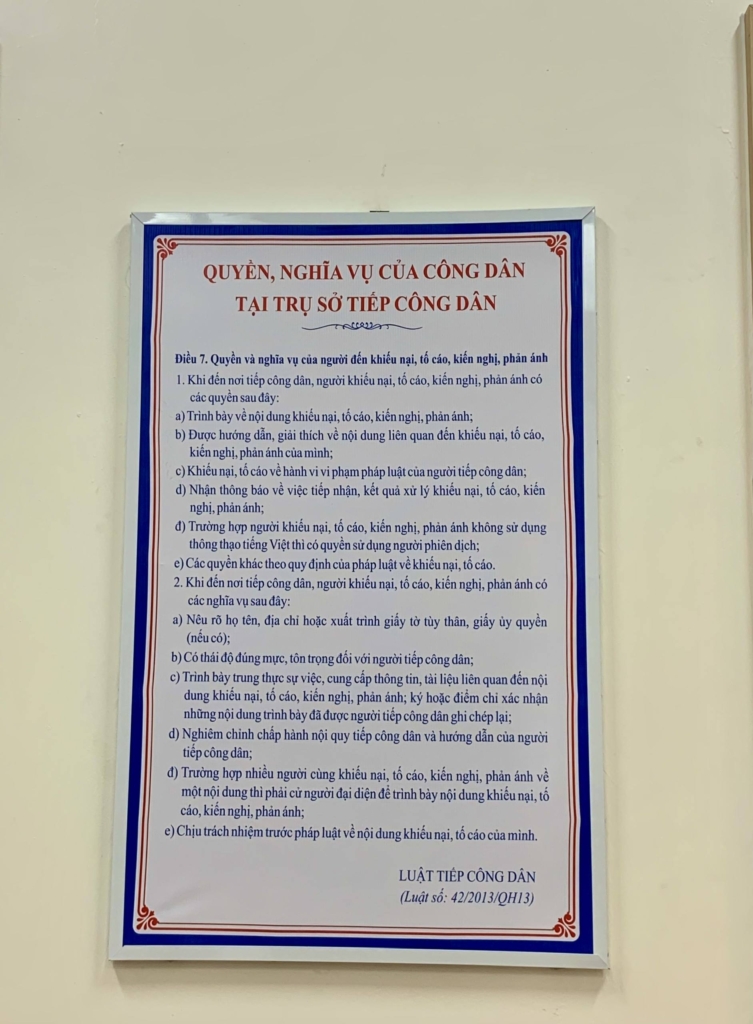 QUYỀN, NGHĨA VỤ CỦA CÔNG DÂN
TẠI TRỤ SỞ TIẾP CÔNG DÂN
Điều 7. Quyền và nghĩa vụ của người đến khiếu nại, tố cáo, kiến nghị, phản ánh
1. Khi đến nơi tiếp công dân, người khiếu nại, tố cáo, kiến nghị, phản ánh có
các quyền sau đây:
a) Trình bày về nội dung khiếu nại, tố cáo, kiến nghị, phản ánh;
b) Được hướng dẫn, giải thích về nội dung liên quan đến khiếu nại, tố cáo,
kiến nghị, phản ánh của mình;
c) Khiếu nại, tố cáo về hành vi vi phạm pháp luật của người tiếp công dân;
d) Nhận thông báo về việc tiếp nhận, kết quả xử lý khiếu nại, tố cáo, kiến
nghị, phản ánh;
đ) Trường hợp người khiếu nại, tố cáo, kiến nghị, phản ánh không sử dụng
thông thạo tiếng Việt thì có quyền sử dụng người phiên dịch;
e) Các quyền khác theo quy định của pháp luật về khiếu nại, tố cáo.
2. Khi đến nơi tiếp công dân, người khiếu nại, tố cáo, kiến nghị, phản ánh có
các nghĩa vụ sau đây:
a) Nêu rõ họ tên, địa chỉ hoặc xuất trình giấy tờ tùy thân, giấy ủy quyền
(nếu có);
b) Có thái độ đúng mực, tôn trọng đối với người tiếp công dân;
c) Trình bày trung thực sự việc, cung cấp thông tin, tài liệu liên quan đến nội
dung khiếu nại, tố cáo, kiến nghị, phản ánh; ký hoặc điểm chỉ xác nhận
những nội dung trình bày đã được người tiếp công dân ghi chép lại;
d) Nghiêm chỉnh chấp hành nội quy tiếp công dân và hướng dẫn của người
tiếp công dân;
đ) Trường hợp nhiều người cùng khiếu nại, tố cáo, kiến nghị, phản ánh về
một nội dung thì phải cử người đại diện để trình bày nội dung khiếu nại, tố
cáo, kiến nghị, phản ánh;
e) Chịu trách nhiệm trước pháp luật về nội dung khiếu nại, tố cáo của mình.
LUẬT TIẾP CÔNG DÂN
(Luật số: 42/2013/QH13)